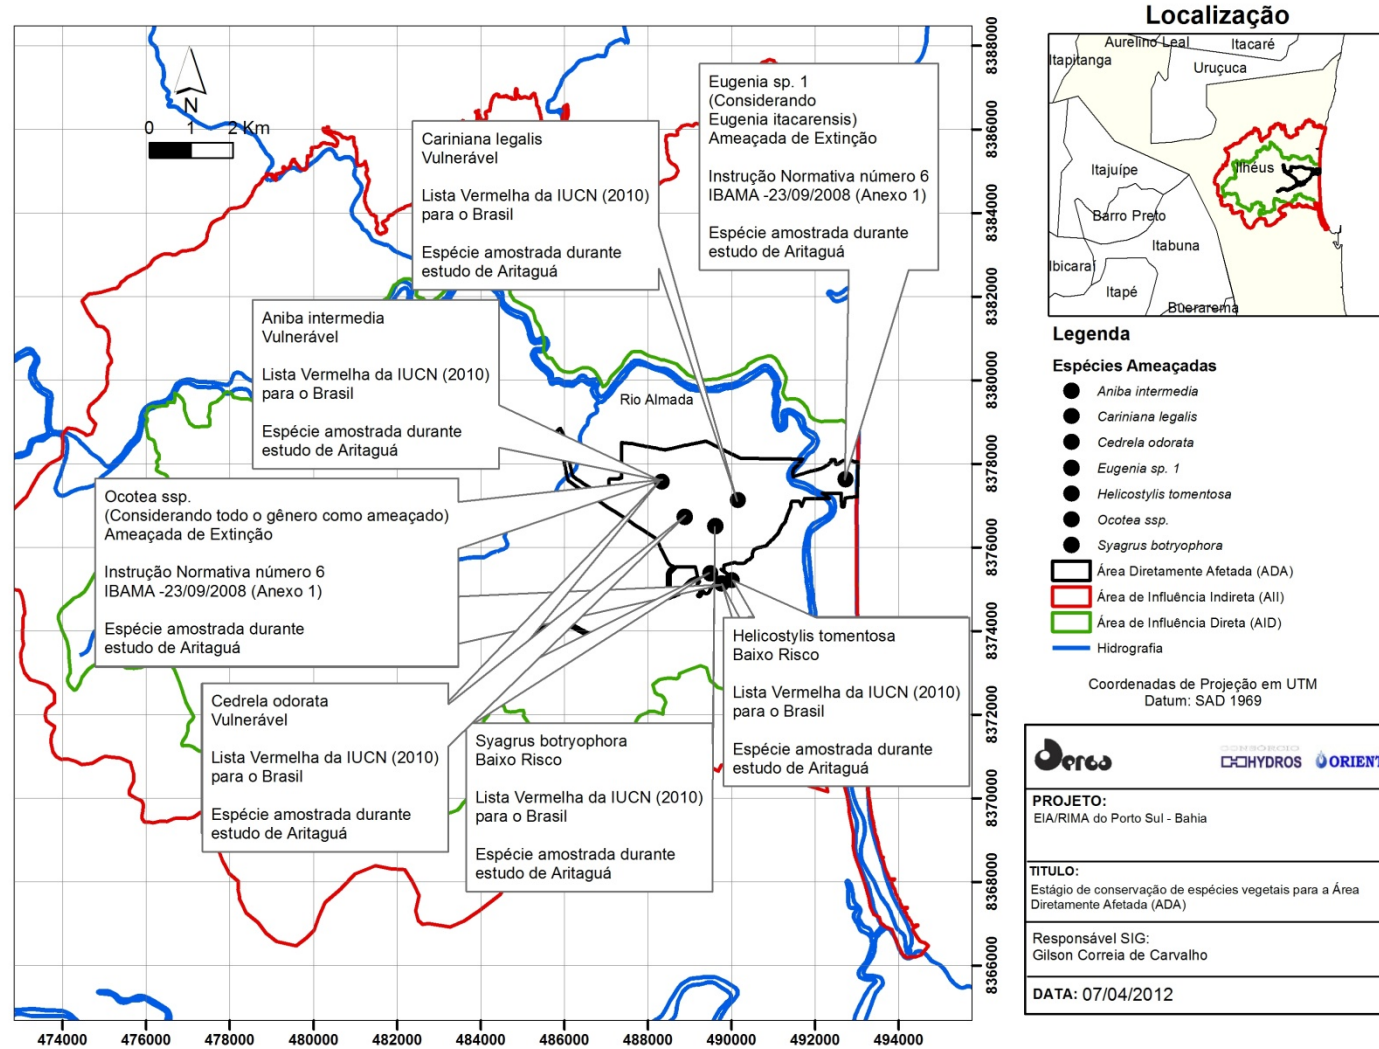 N
0 1 2 Km
Cariniana legalis
Vulnerável
Lista Vermelha da IUCN (2010)
para o Brasil
Espécie amostrada durante
estudo de Aritaguá
Eugenia sp. 1
(Considerando
Eugenia itacarensis)
Ameaçada de Extinção
Instrução Normativa número 6
IBAMA -23/09/2008 (Anexo 1)
Espécie amostrada durante
estudo de Aritaguá
Aniba intermedia
Vulnerável
Lista Vermelha da IUCN (2010)
para o Brasil
Espécie amostrada durante
estudo de Aritaguá
Rio Almada
Ocotea ssp.
(Considerando todo o gênero como ameaçado)
Ameaçada de Extinção
Instrução Normativa número 6
IBAMA -23/09/2008 (Anexo 1)
Espécie amostrada durante
estudo de Aritaguá
Cedrela odorata
Vulnerável
Lista Vermelha da IUCN (2010)
para o Brasil
Espécie amostrada durante
estudo de Aritaguá
Syagrus botryophora
Baixo Risco
Lista Vermelha da IUCN (2010)
para o Brasil
Espécie amostrada durante
estudo de Aritaguá
Helicostylis tomentosa
Baixo Risco
Lista Vermelha da IUCN (2010)
para o Brasil
Espécie amostrada durante
estudo de Aritaguá
8388000
8386000
8384000
8382000
8380000
8378000
8376000
8374000
8372000
8370000
8368000
8366000
474000 476000 478000 480000 482000 484000 486000 488000 490000 492000 494000
Localização
Aurelino Leal
Itacaré
Itapitanga
Uruçuca
Itajuípe
Ilhéus
Barro Preto
Itabuna
Ibicaraí
Itapé
Buerarema
Legenda
Espécies Ameaçadas
Aniba intermedia
Cariniana legalis
Cedrela odorata
Eugenia sp. 1
Helicostylis tomentosa
Ocotea ssp.
Syagrus botryophora
Área Diretamente Afetada (ADA)
Área de Influência Indireta (AII)
Área de Influência Direta (AID)
Hidrografia
Coordenadas de Projeção em UTM
Datum: SAD 1969
Derba
CONSÓRCIO
HYDROS ORIENT
PROJETO:
EIA/RIMA do Porto Sul - Bahia
TITULO:
Estágio de conservação de espécies vegetais para a Área
Diretamente Afetada (ADA)
Responsável SIG:
Gilson Correia de Carvalho
DATA: 07/04/2012